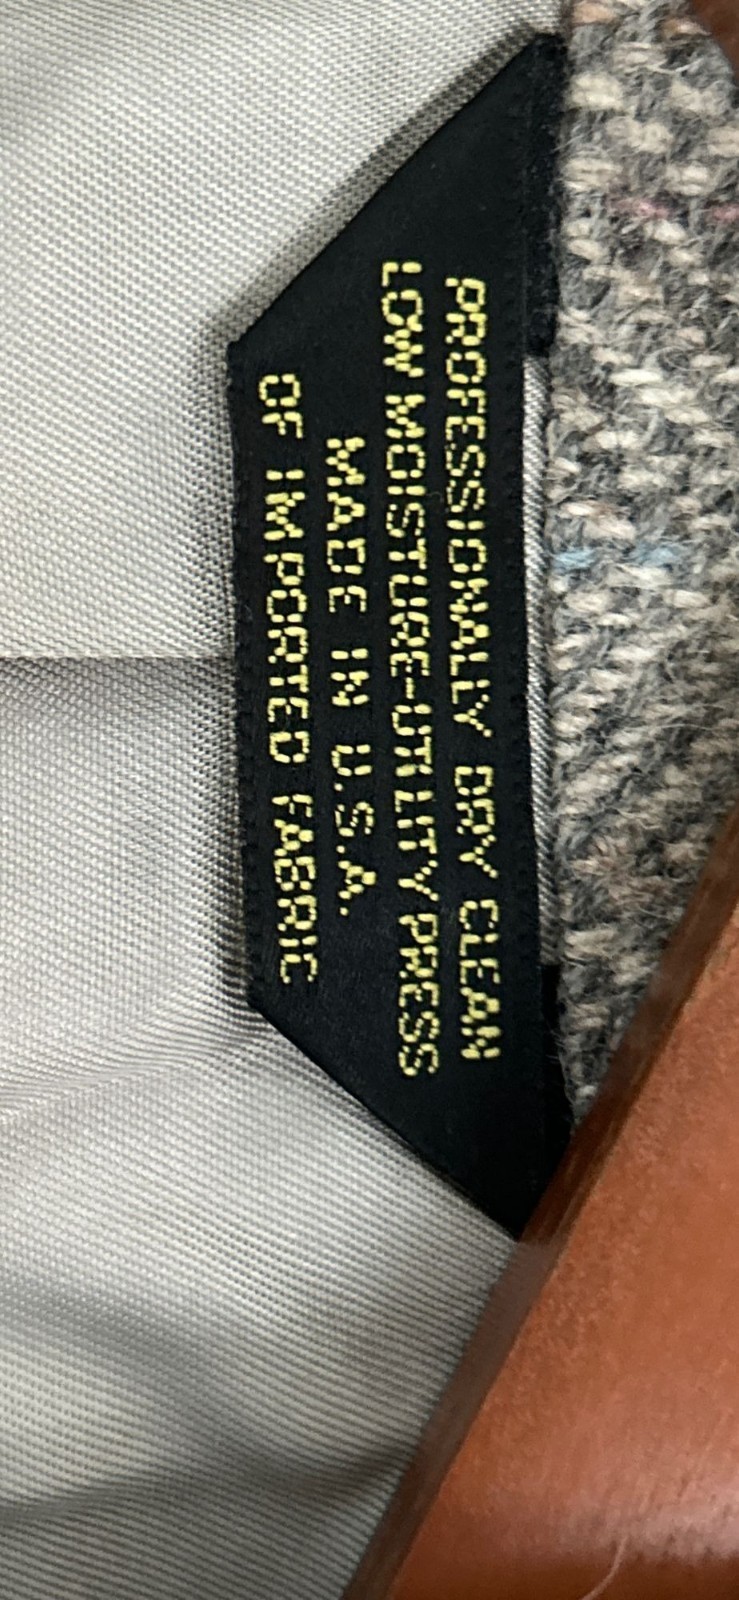 PROFESSIONALLY DRY CLEAN
LOW MOISTURE-UTILITY PRESS
MADE IN U.S.A.
OF IMPORTED FABRIC